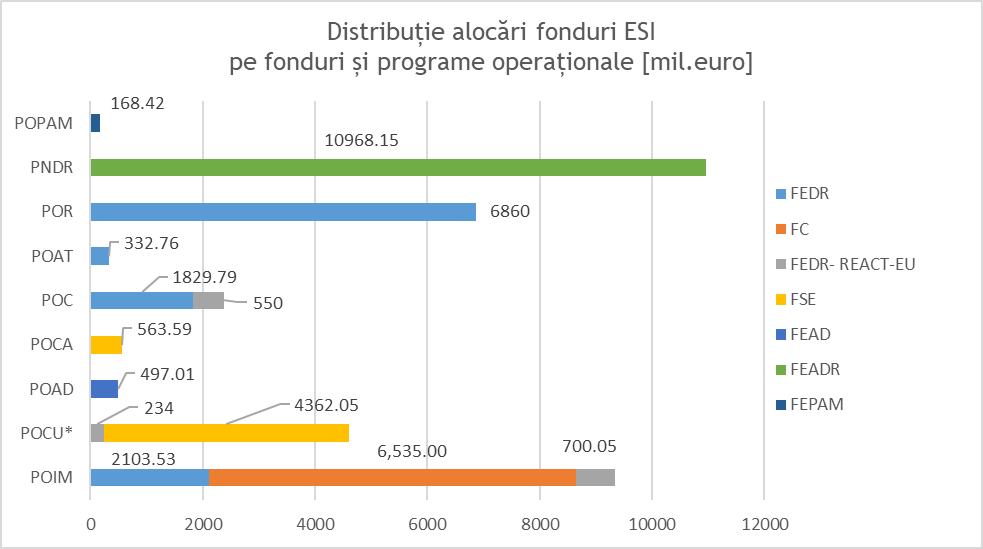 Distribuție alocări fonduri ESI
pe fonduri și programe operaționale [mil.euro]
POPAM 168.42
PNDR 10968.15
POR 6860
POAT 332.76
POC 1829.79 550
POCA 563.59
POAD 497.01
POCU* 234 4362.05
POIM 2103.53 6,535.00 700.05
0 2000 4000 6000 8000 10000 12000
FEDR
FC
FEDR- REACT-EU
FSE
FEAD
FEADR
FEPAM